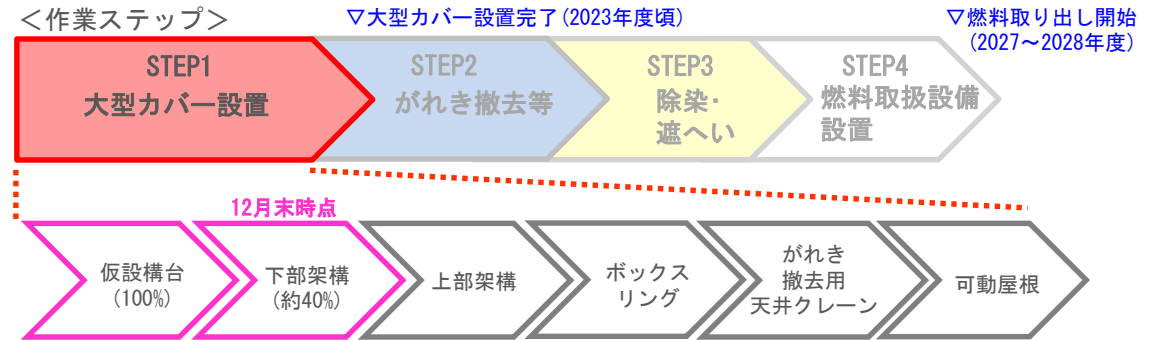 ＜作業ステップ＞
▽大型カバー設置完了(2023年度頃)
▽燃料取り出し開始
(2027～2028年度)
STEP1
大型カバー設置
STEP2
がれき撤去等
STEP3
除染･
遮へい
STEP4
燃料取扱設備
設置
12月末時点
仮設構台
(100%)
下部架構
(約40%)
上部架構
ボックス
リング
がれき
撤去用
天井クレーン
可動屋根